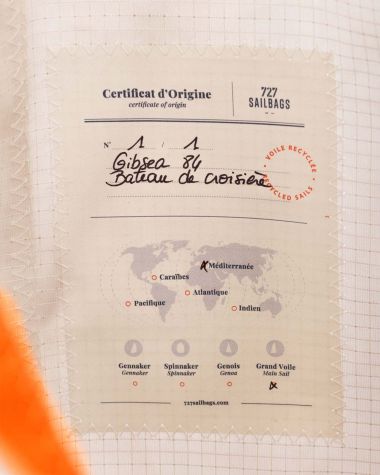 Certificat d'Origine
certificate of origin
727
SAILBAGS
N° 1 / 1
Gibsea 84
Bateau de croisière
VOILE RECYCLÉE
RECYCLED SAILS
Méditerranée
Caraïbes
Atlantique
Pacifique
Indien
Gennaker Spinnaker Genois Grand Voile
Gennaker Spinnaker Genoa Main Sail
727sailbags.com